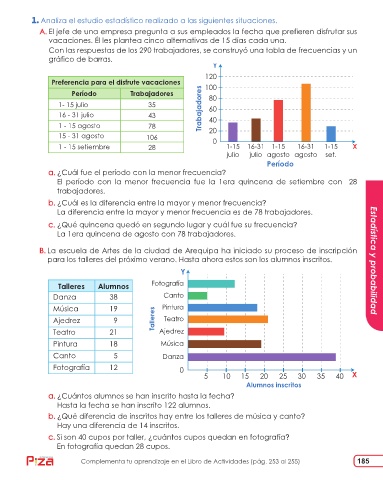 1. Analiza el estudio estadístico realizado a las siguientes situaciones.
A. El jefe de una empresa pregunta a sus empleados la fecha que prefieren disfrutar sus
vacaciones. Él les plantea cinco alternativas de 15 días cada una.
Con las respuestas de los 290 trabajadores, se construyó una tabla de frecuencias y un
gráfico de barras.
Preferencia para el disfrute vacaciones
Período Trabajadores
1- 15 julio 35
16 - 31 julio 43
1 - 15 agosto 78
15 - 31 agosto 106
1 - 15 setiembre 28
Y
120
100
80
60
40
20
0
Trabajadores
1-15 16-31 1-15 16-31 1-15 X
julio julio agosto agosto set.
Período
a. ¿Cuál fue el período con la menor frecuencia?
El período con la menor frecuencia fue la 1era quincena de setiembre con 28
trabajadores.
b. ¿Cuál es la diferencia entre la mayor y menor frecuencia?
La diferencia entre la mayor y menor frecuencia es de 78 trabajadores.
c. ¿Qué quincena quedó en segundo lugar y cuál fue su frecuencia?
La 1era quincena de agosto con 78 trabajadores.
B. La escuela de Artes de la ciudad de Arequipa ha iniciado su proceso de inscripción
para los talleres del próximo verano. Hasta ahora estos son los alumnos inscritos.
Talleres Alumnos
Danza 38
Música 19
Ajedrez 9
Teatro 21
Pintura 18
Canto 5
Fotografía 12
Y
Fotografía
Canto
Pintura
Teatro
Ajedrez
Música
Danza
0
Talleres
5 10 15 20 25 30 35 40 X
Alumnos inscritos
a. ¿Cuántos alumnos se han inscrito hasta la fecha?
Hasta la fecha se han inscrito 122 alumnos.
b. ¿Qué diferencia de inscritos hay entre los talleres de música y canto?
Hay una diferencia de 14 inscritos.
c. Si son 40 cupos por taller, ¿cuántos cupos quedan en fotografía?
En fotografía quedan 28 cupos.
Estadística y probabilidad
Complementa tu aprendizaje en el Libro de Actividades (pág. 253 al 255)
185